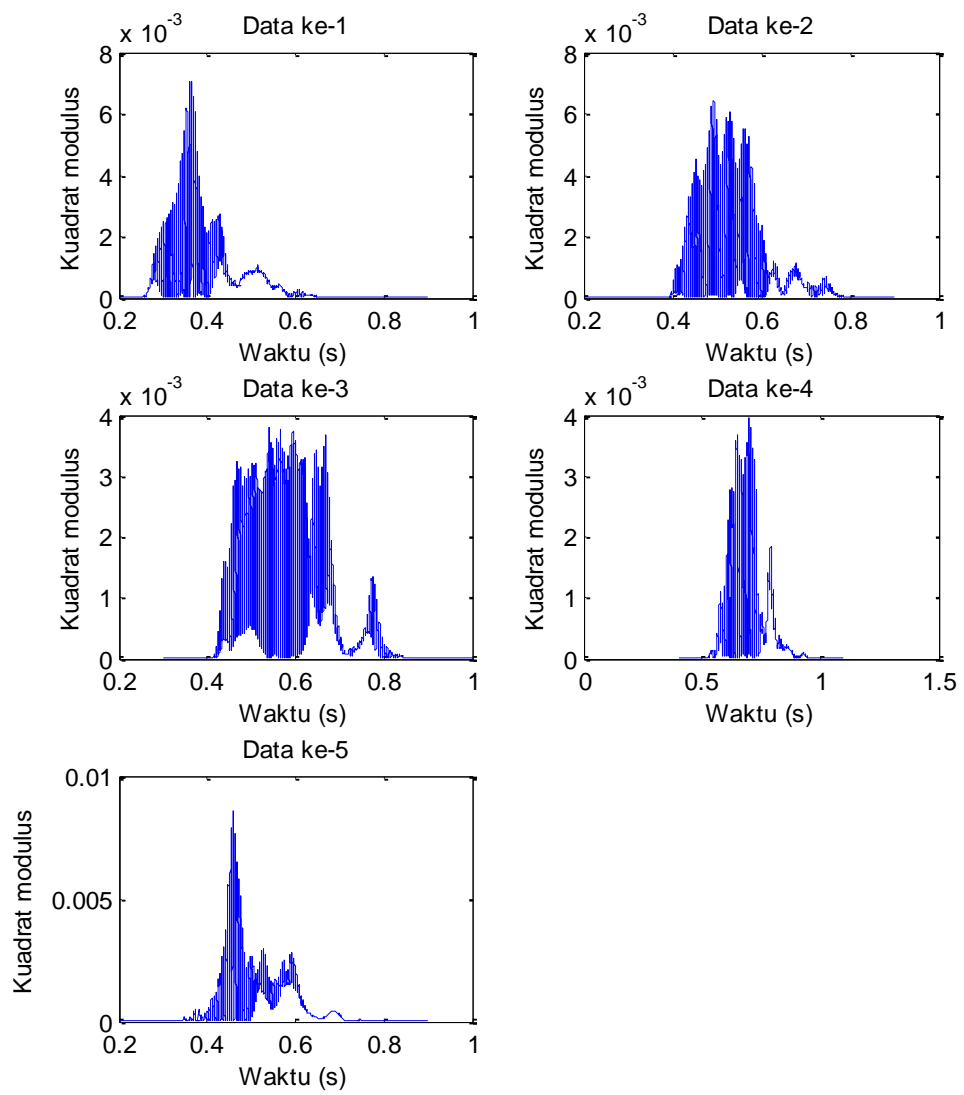 x 10^-3
Data ke-1
8
6
4
2
0
Kuadrat modulus
0.2 0.4 0.6 0.8 1
Waktu (s)
x 10^-3
Data ke-2
8
6
4
2
0
Kuadrat modulus
0.2 0.4 0.6 0.8 1
Waktu (s)
x 10^-3
Data ke-3
4
3
2
1
0
Kuadrat modulus
0.2 0.4 0.6 0.8 1
Waktu (s)
x 10^-3
Data ke-4
4
3
2
1
0
Kuadrat modulus
0 0.5 1 1.5
Waktu (s)
Data ke-5
0.01
0.005
0
Kuadrat modulus
0.2 0.4 0.6 0.8 1
Waktu (s)